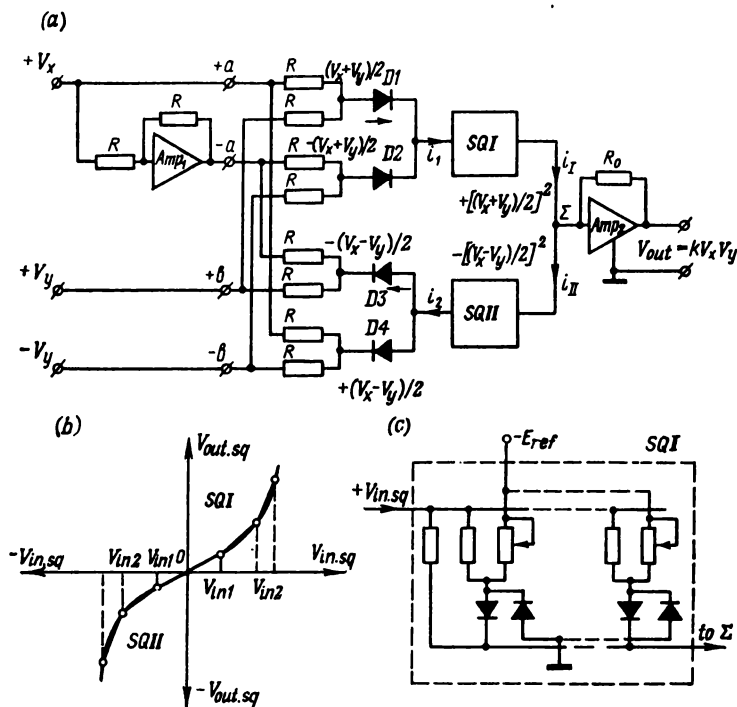 (a)
+Vx
+a
R
(Vx+Vy)/2
D1
R
R
R
Amp1
-a
R
-(Vx+Vy)/2
D2
R
i1
SQI
iI
R0
+[(Vx+Vy)/2]²
Σ
Amp2
Vout=kVxVy
-[(Vx-Vy)/2]²
iII
R
-(Vx-Vy)/2
+Vy
+в
R
D3
i2
SQII
R
D4
-Vy
-в
R
+(Vx-Vy)/2
(b)
Vout.sq
SQI
-Vin.sq
Vin2
Vin1
0
Vin.sq
Vin1
Vin2
SQII
-Vout.sq
(c)
-Eref
SQI
+Vin.sq
to Σ